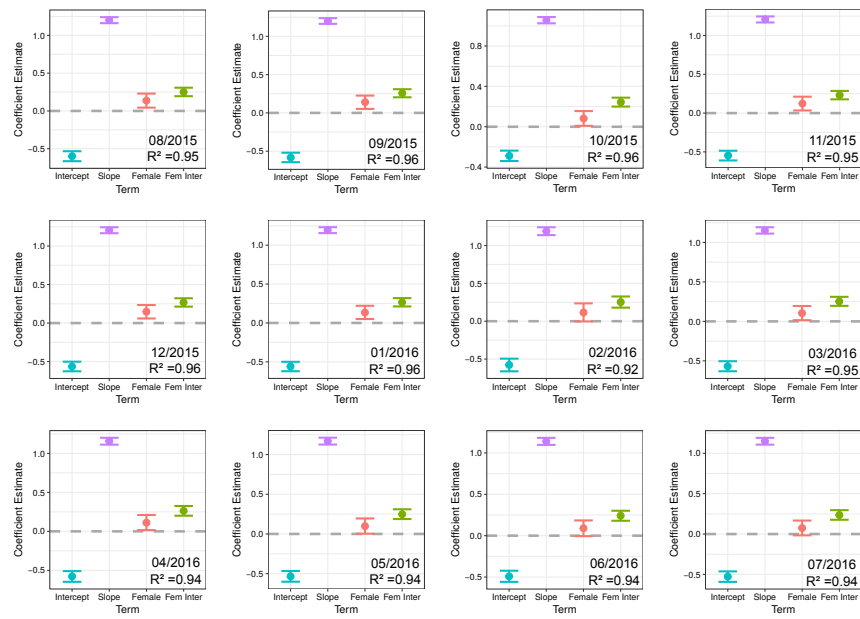 Coefficient Estimate
1.0
0.5
0.0
−0.5
08/2015
R² =0.95
Intercept Slope Female Fem Inter
Term
Coefficient Estimate
1.0
0.5
0.0
−0.5
09/2015
R² =0.96
Intercept Slope Female Fem Inter
Term
Coefficient Estimate
0.8
0.4
0.0
−0.4
10/2015
R² =0.96
Intercept Slope Female Fem Inter
Term
Coefficient Estimate
1.0
0.5
0.0
−0.5
11/2015
R² =0.95
Intercept Slope Female Fem Inter
Term
Coefficient Estimate
1.0
0.5
0.0
−0.5
12/2015
R² =0.96
Intercept Slope Female Fem Inter
Term
Coefficient Estimate
1.0
0.5
0.0
−0.5
01/2016
R² =0.96
Intercept Slope Female Fem Inter
Term
Coefficient Estimate
1.0
0.5
0.0
−0.5
02/2016
R² =0.92
Intercept Slope Female Fem Inter
Term
Coefficient Estimate
1.0
0.5
0.0
−0.5
03/2016
R² =0.95
Intercept Slope Female Fem Inter
Term
Coefficient Estimate
1.0
0.5
0.0
−0.5
04/2016
R² =0.94
Intercept Slope Female Fem Inter
Term
Coefficient Estimate
1.0
0.5
0.0
−0.5
05/2016
R² =0.94
Intercept Slope Female Fem Inter
Term
Coefficient Estimate
1.0
0.5
0.0
−0.5
06/2016
R² =0.94
Intercept Slope Female Fem Inter
Term
Coefficient Estimate
1.0
0.5
0.0
−0.5
07/2016
R² =0.94
Intercept Slope Female Fem Inter
Term